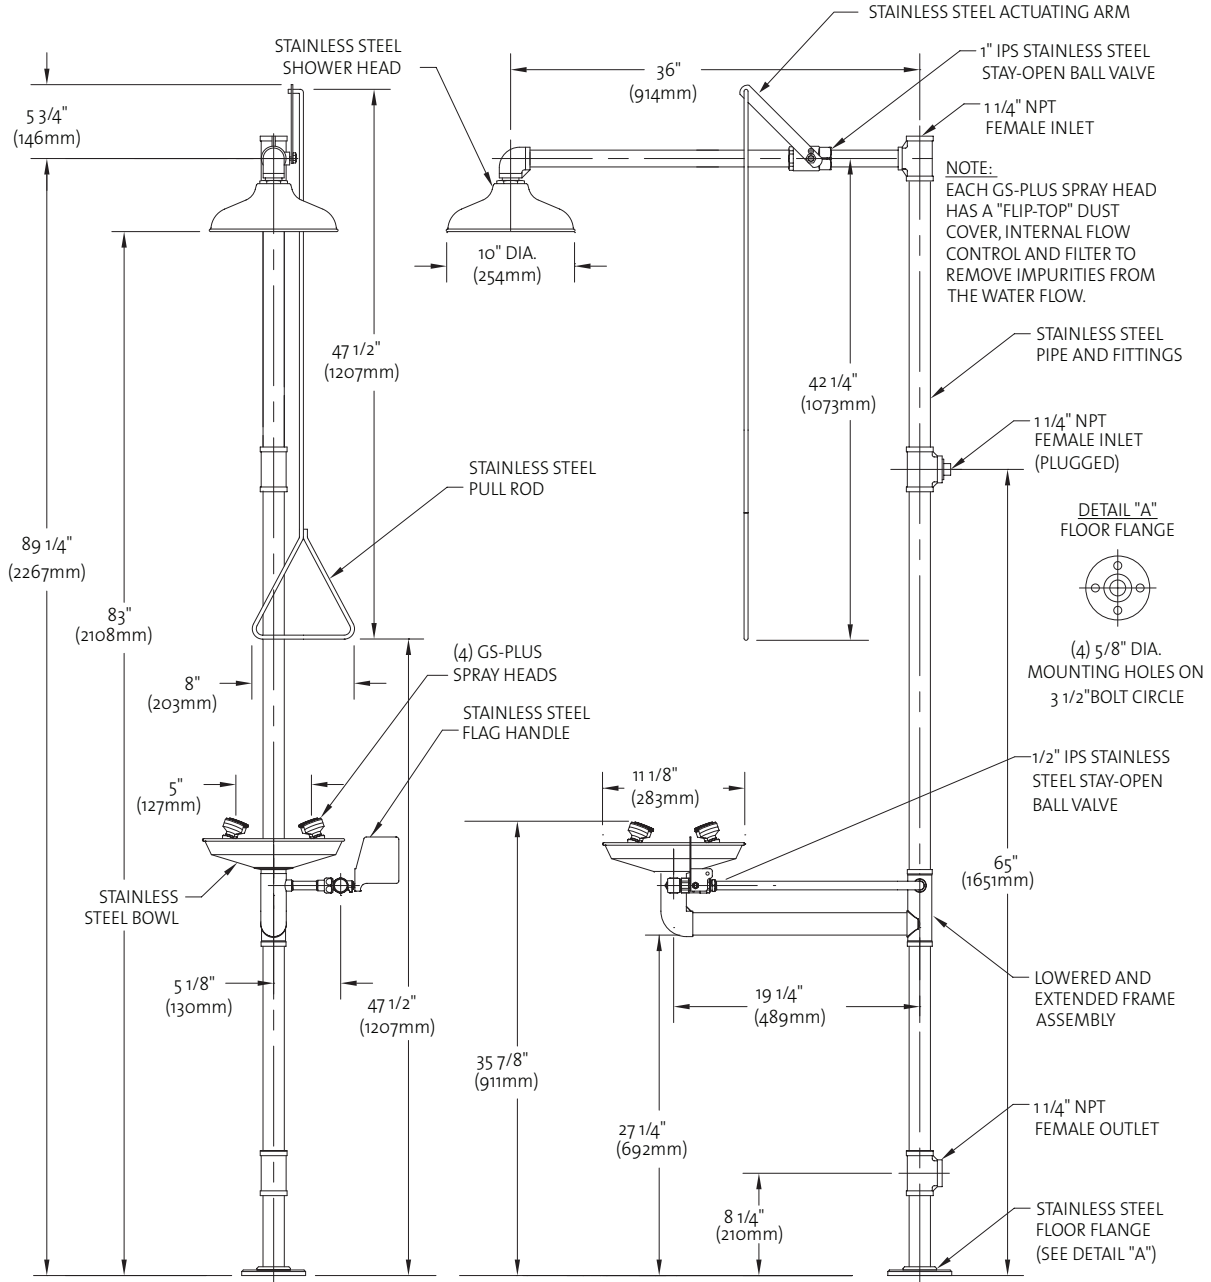 STAINLESS STEEL ACTUATING ARM
STAINLESS STEEL
SHOWER HEAD
36"
(914mm)
1" IPS STAINLESS STEEL
STAY-OPEN BALL VALVE
5 3/4"
(146mm)
1 1/4" NPT
FEMALE INLET
NOTE:
EACH GS-PLUS SPRAY HEAD
HAS A "FLIP-TOP" DUST
COVER, INTERNAL FLOW
CONTROL AND FILTER TO
REMOVE IMPURITIES FROM
THE WATER FLOW.
10" DIA.
(254mm)
47 1/2"
(1207mm)
STAINLESS STEEL
PIPE AND FITTINGS
42 1/4"
(1073mm)
1 1/4" NPT
FEMALE INLET
(PLUGGED)
STAINLESS STEEL
PULL ROD
DETAIL "A"
FLOOR FLANGE
89 1/4"
(2267mm)
83"
(2108mm)
(4) 5/8" DIA.
MOUNTING HOLES ON
3 1/2"BOLT CIRCLE
(4) GS-PLUS
SPRAY HEADS
8"
(203mm)
STAINLESS STEEL
FLAG HANDLE
1/2" IPS STAINLESS
STEEL STAY-OPEN
BALL VALVE
5"
(127mm)
11 1/8"
(283mm)
65"
(1651mm)
STAINLESS
STEEL BOWL
5 1/8"
(130mm)
47 1/2"
(1207mm)
19 1/4"
(489mm)
LOWERED AND
EXTENDED FRAME
ASSEMBLY
35 7/8"
(911mm)
27 1/4"
(692mm)
1 1/4" NPT
FEMALE OUTLET
8 1/4"
(210mm)
STAINLESS STEEL
FLOOR FLANGE
(SEE DETAIL "A")